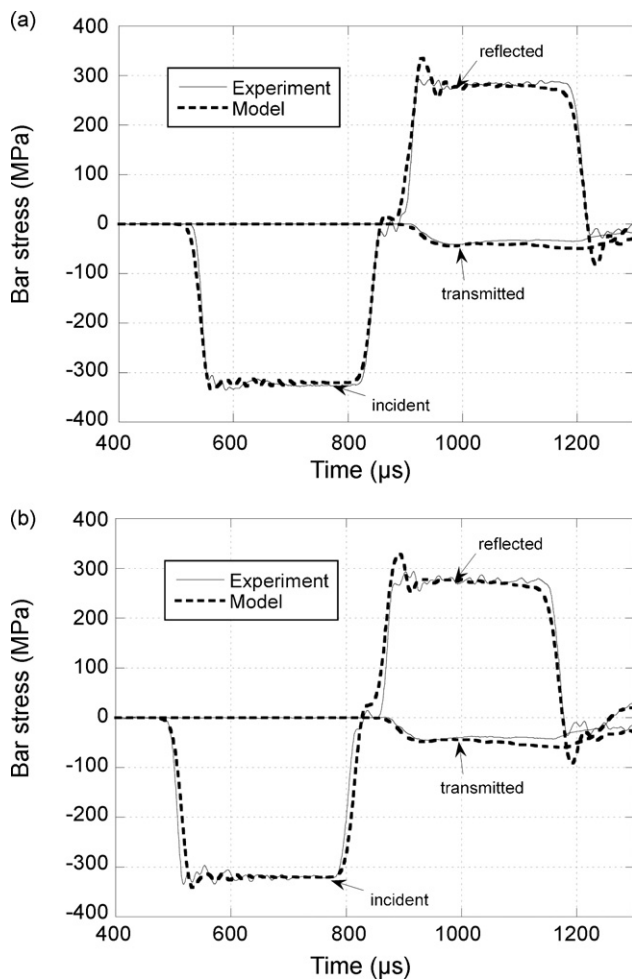 (a)
400
300
200
100
0
-100
-200
-300
-400
Bar stress (MPa)
Experiment
Model
reflected
transmitted
incident
400 600 800 1000 1200
Time (µs)
(b)
400
300
200
100
0
-100
-200
-300
-400
Bar stress (MPa)
Experiment
Model
reflected
transmitted
incident
400 600 800 1000 1200
Time (µs)